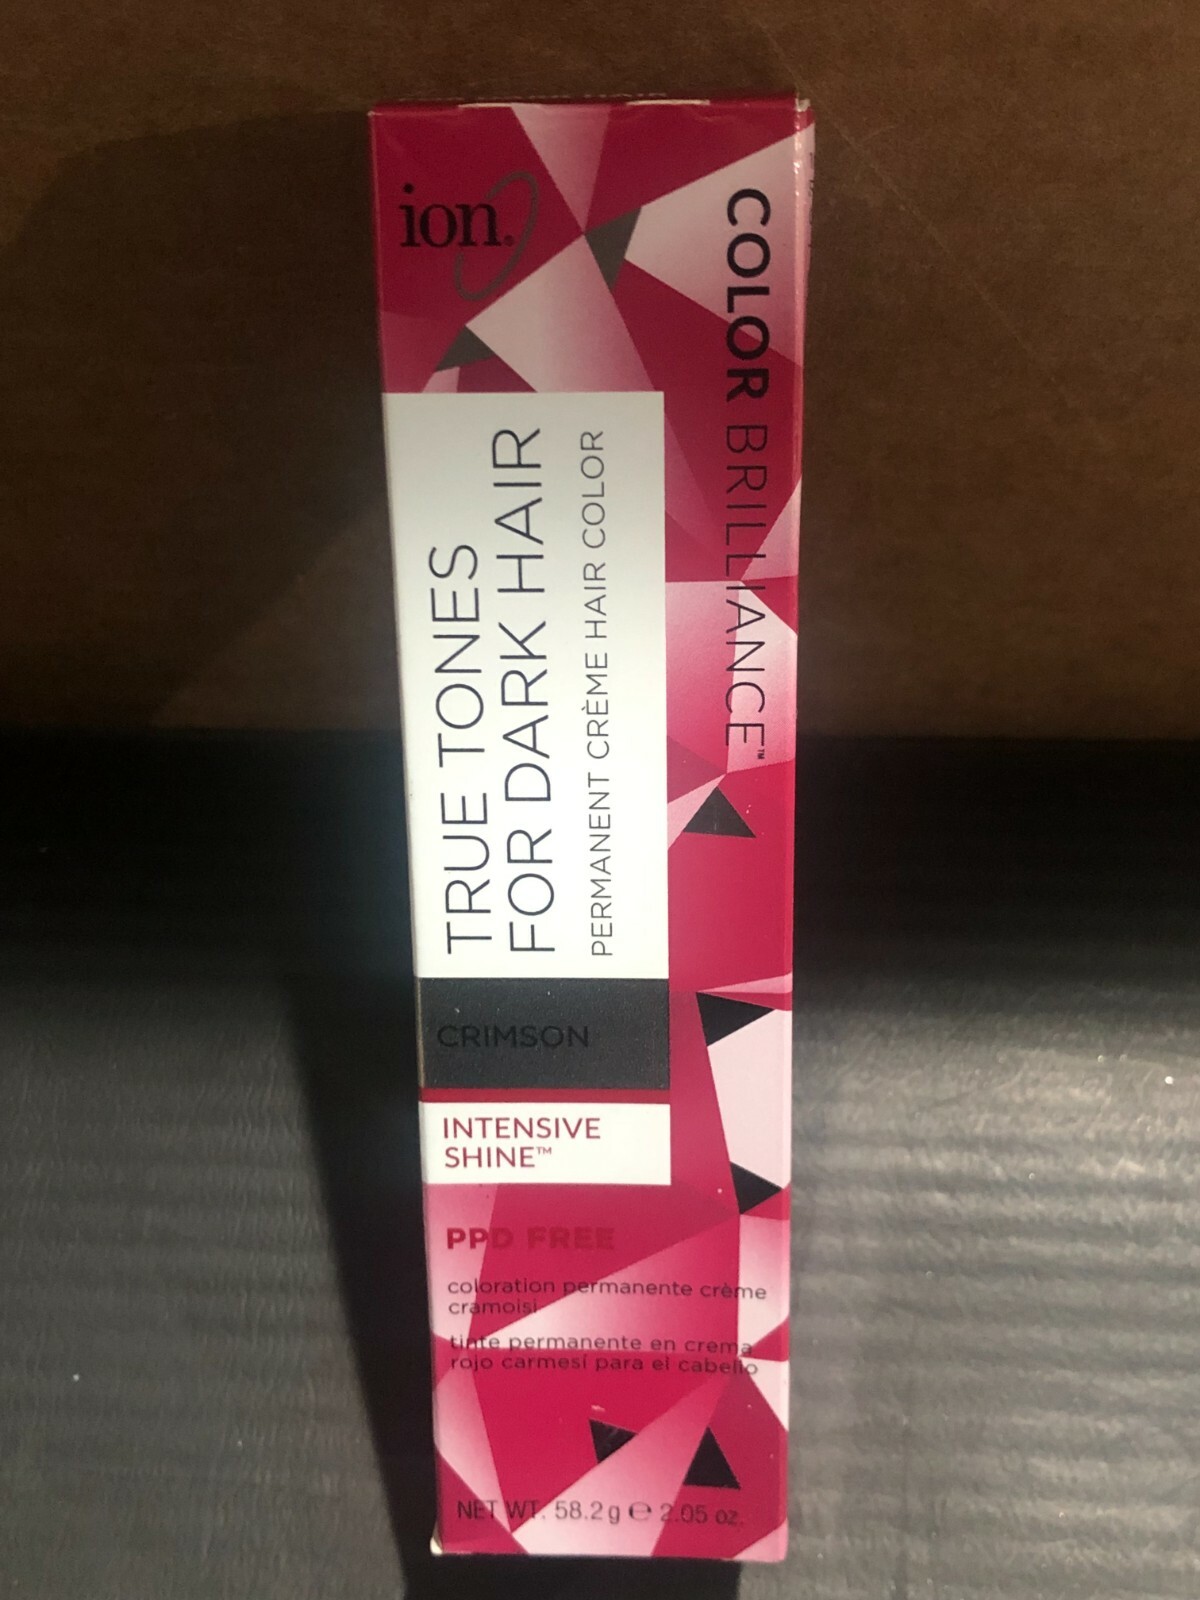 ion.
COLOR BRILLIANCE™
TRUE TONES
FOR DARK HAIR
PERMANENT CRÈME HAIR COLOR
CRIMSON
INTENSIVE
SHINE™
PPD FREE
coloration permanente crème
cramoisi
tinte permanente en crema
rojo carmesí para el cabello
NET WT. 58.2g ℮ 2.05 oz.